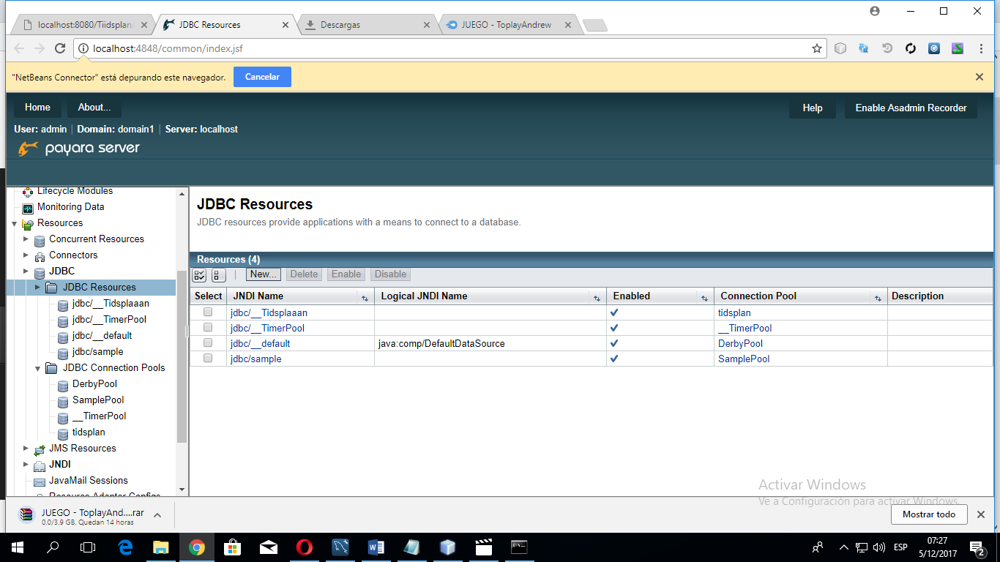 localhost:8080/Tiidsplan
JDBC Resources
Descargas
JUEGO - ToplayAndrew
localhost:4848/common/index.jsf
"NetBeans Connector" está depurando este navegador.
Cancelar
Home
About...
Help
Enable Asadmin Recorder
User: admin | Domain: domain1 | Server: localhost
payara server
Lifecycle Modules
Monitoring Data
Resources
Concurrent Resources
Connectors
JDBC
JDBC Resources
jdbc/__Tidsplaaan
jdbc/__TimerPool
jdbc/__default
jdbc/sample
JDBC Connection Pools
DerbyPool
SamplePool
__TimerPool
tidsplan
JMS Resources
JNDI
JavaMail Sessions
Resource Adapter Configs
JDBC Resources
JDBC resources provide applications with a means to connect to a database.
Resources (4)
New... Delete Enable Disable
Select JNDI Name Logical JNDI Name Enabled Connection Pool Description
jdbc/__Tidsplaaan tidsplan
jdbc/__TimerPool __TimerPool
jdbc/__default java:comp/DefaultDataSource DerbyPool
jdbc/sample SamplePool
Activar Windows
Ve a Configuración para activar Windows.
JUEGO - ToplayAnd....rar
0,0/3,9 GB, Quedan 14 horas
Mostrar todo
ESP
07:27
5/12/2017
2